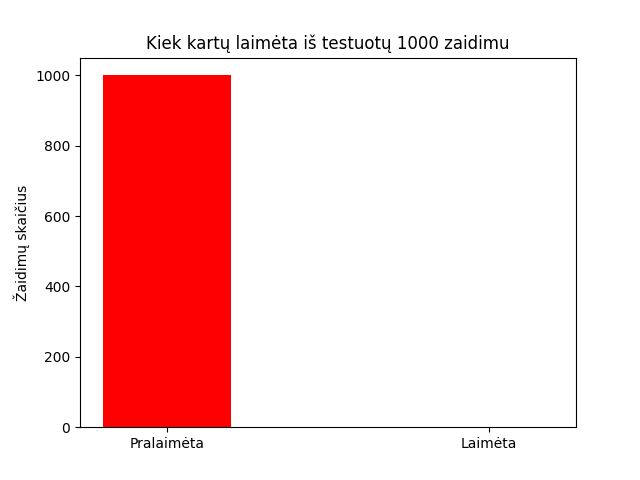 Kiek kartų laimėta iš testuotų 1000 zaidimu
Žaidimų skaičius
1000
800
600
400
200
0
Pralaimėta
Laimėta